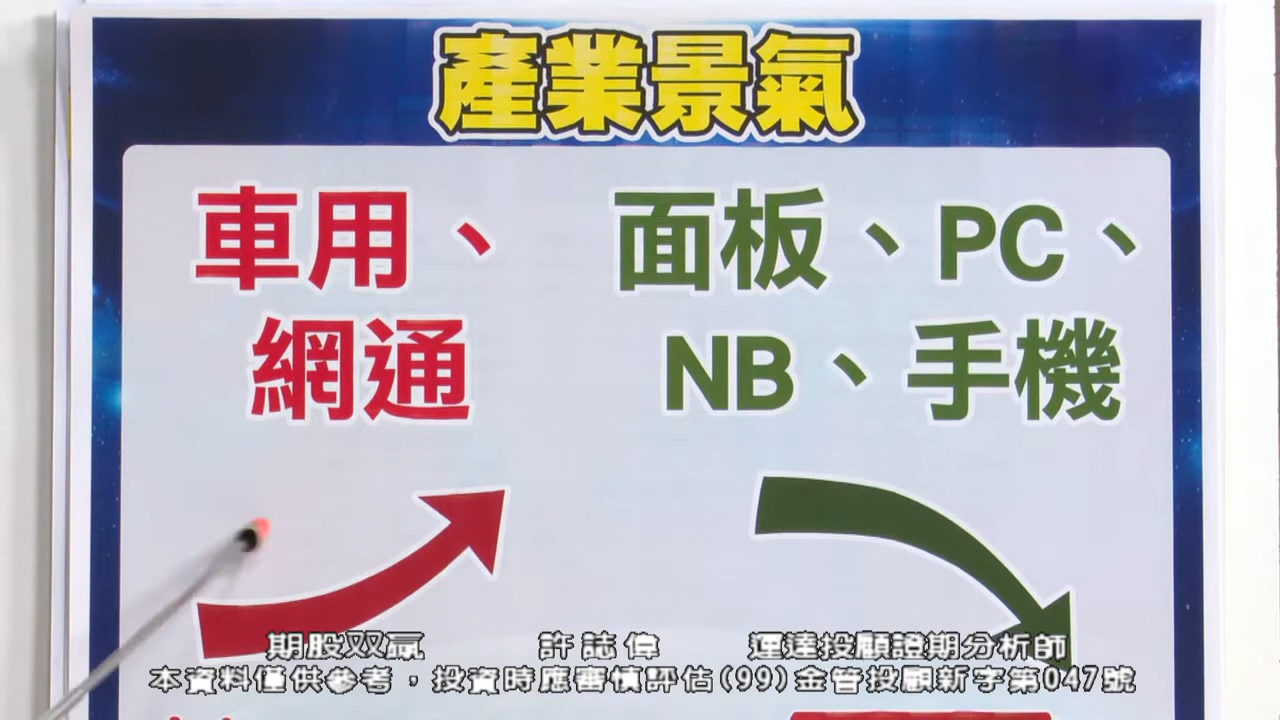 產業景氣
車用、
網通
面板、PC、
NB、手機
期股双贏 許誌偉 運達投顧證期分析師
本資料僅供參考，投資時應審慎評估(99)金管投顧新字第047號